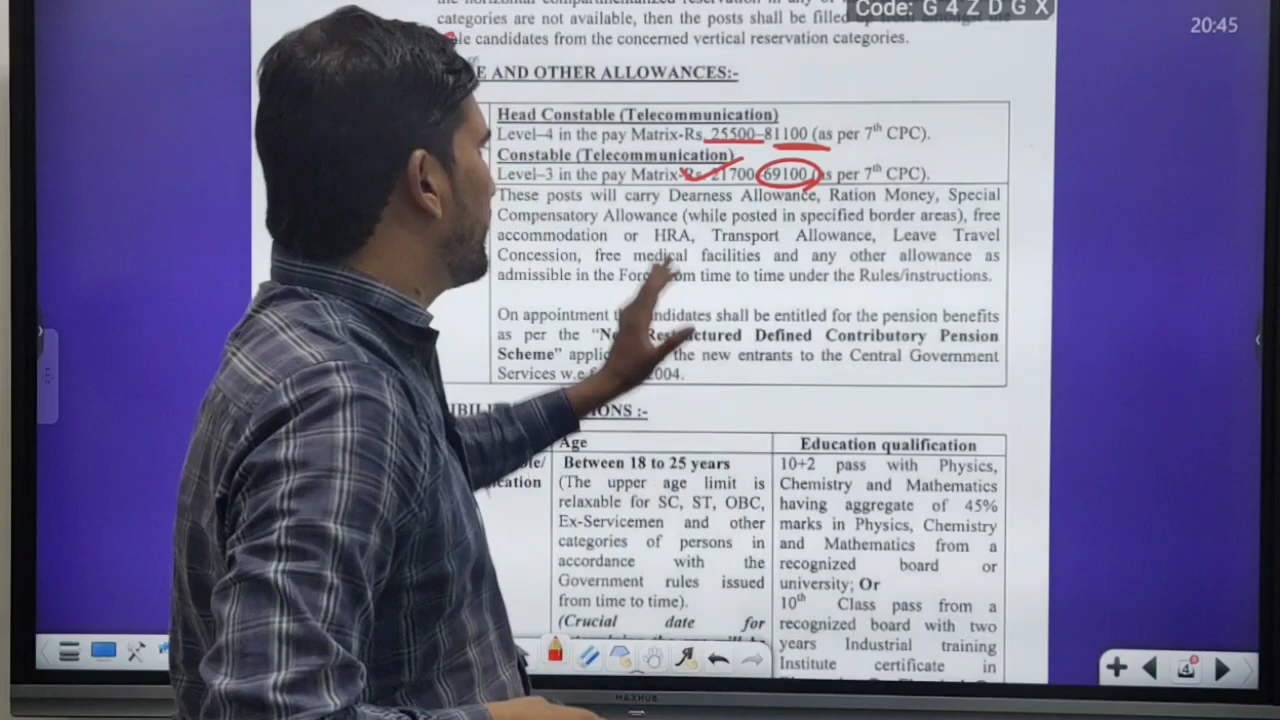 categories are not available, then the posts shall be filled
candidates from the concerned vertical reservation categories.
Code: G 4 Z D G X
20:45
E AND OTHER ALLOWANCES:-
Head Constable (Telecommunication)
Level–4 in the pay Matrix-Rs. 25500–81100 (as per 7th CPC).
Constable (Telecommunication)
Level–3 in the pay Matrix-Rs. 21700-69100 (as per 7th CPC).
These posts will carry Dearness Allowance, Ration Money, Special
Compensatory Allowance (while posted in specified border areas), free
accommodation or HRA, Transport Allowance, Leave Travel
Concession, free medical facilities and any other allowance as
admissible in the Force from time to time under the Rules/instructions.
On appointment candidates shall be entitled for the pension benefits
as per the “New Restructured Defined Contributory Pension
Scheme” the new entrants to the Central Government
Services w.e. 2004.
IONS :-
Age
Between 18 to 25 years
(The upper age limit is
relaxable for SC, ST, OBC,
Ex-Servicemen and other
categories of persons in
accordance with the
Government rules issued
from time to time).
(Crucial date for
Education qualification
10+2 pass with Physics,
Chemistry and Mathematics
having aggregate of 45%
marks in Physics, Chemistry
and Mathematics from a
recognized board or
university; Or
10th Class pass from a
recognized board with two
years Industrial training
Institute certificate in
4
MAXHUB